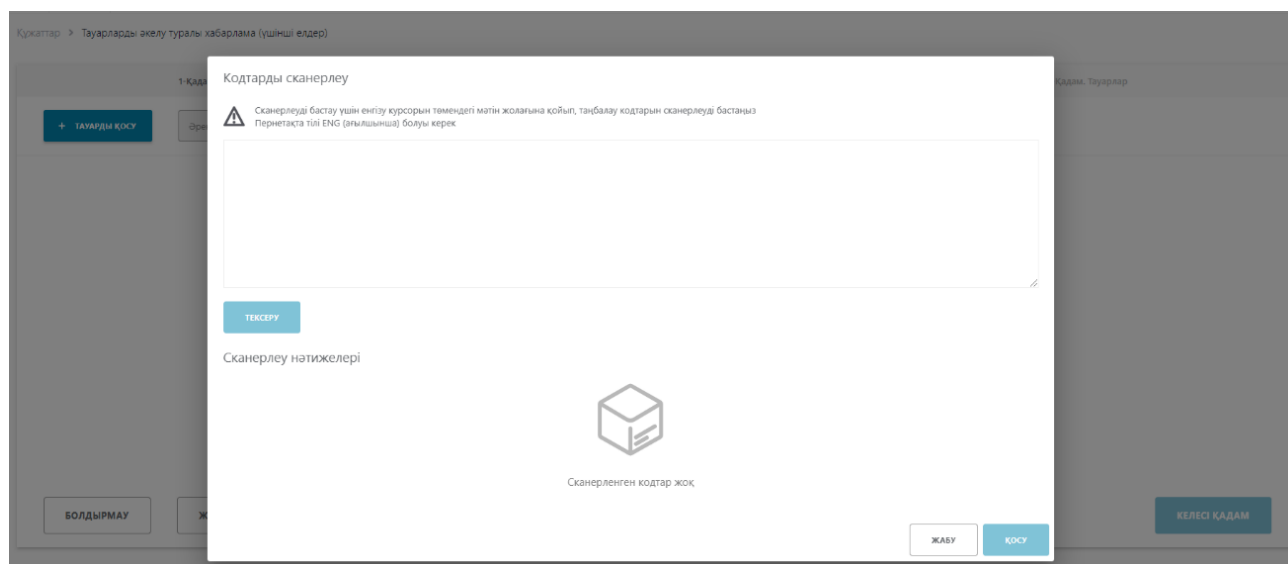 Құжаттар > Тауарларды әкелу туралы хабарлама (үшінші елдер)
Кодтарды сканерлеу
1-Қада
Қадам. Тауарлар
Сканерлеуді бастау үшін енгізу курсорын төмендегі мәтін жолағына қойып, таңбалау кодтарын сканерлеуді бастаңыз
Пернетақта тілі ENG (ағылшынша) болуы керек
+ ТАУАРДЫ ҚОСУ
Әре
ТЕКСЕРУ
Сканерлеу нәтижелері
Сканерленген кодтар жоқ
БОЛДЫРМАУ
Ж
КЕЛЕСІ ҚАДАМ
ЖАБУ
ҚОСУ